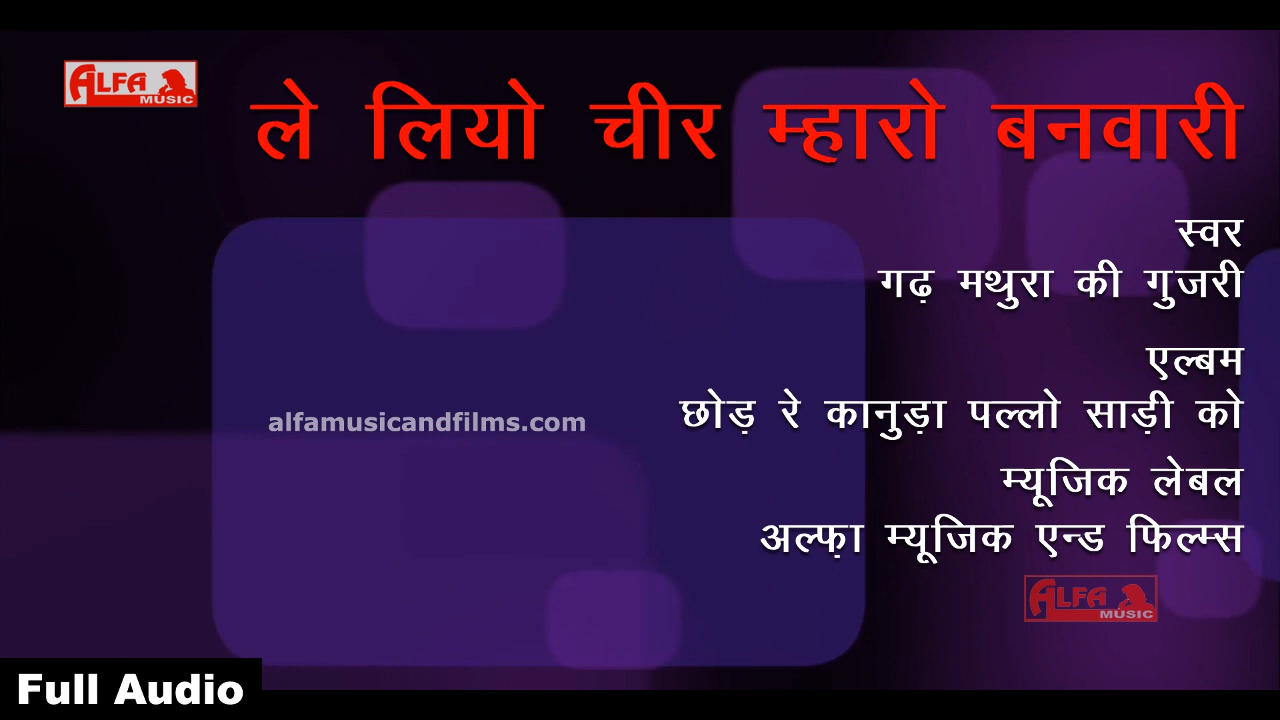 ALFA
MUSIC
ले लियो चीर म्हारो बनवारी
स्वर
गढ़ मथुरा की गुजरी
एल्बम
छोड़ रे कानुड़ा पल्लो साड़ी को
alfamusicandfilms.com
म्यूजिक लेबल
अल्फ़ा म्यूजिक एन्ड फिल्म्स
ALFA
MUSIC
Full Audio